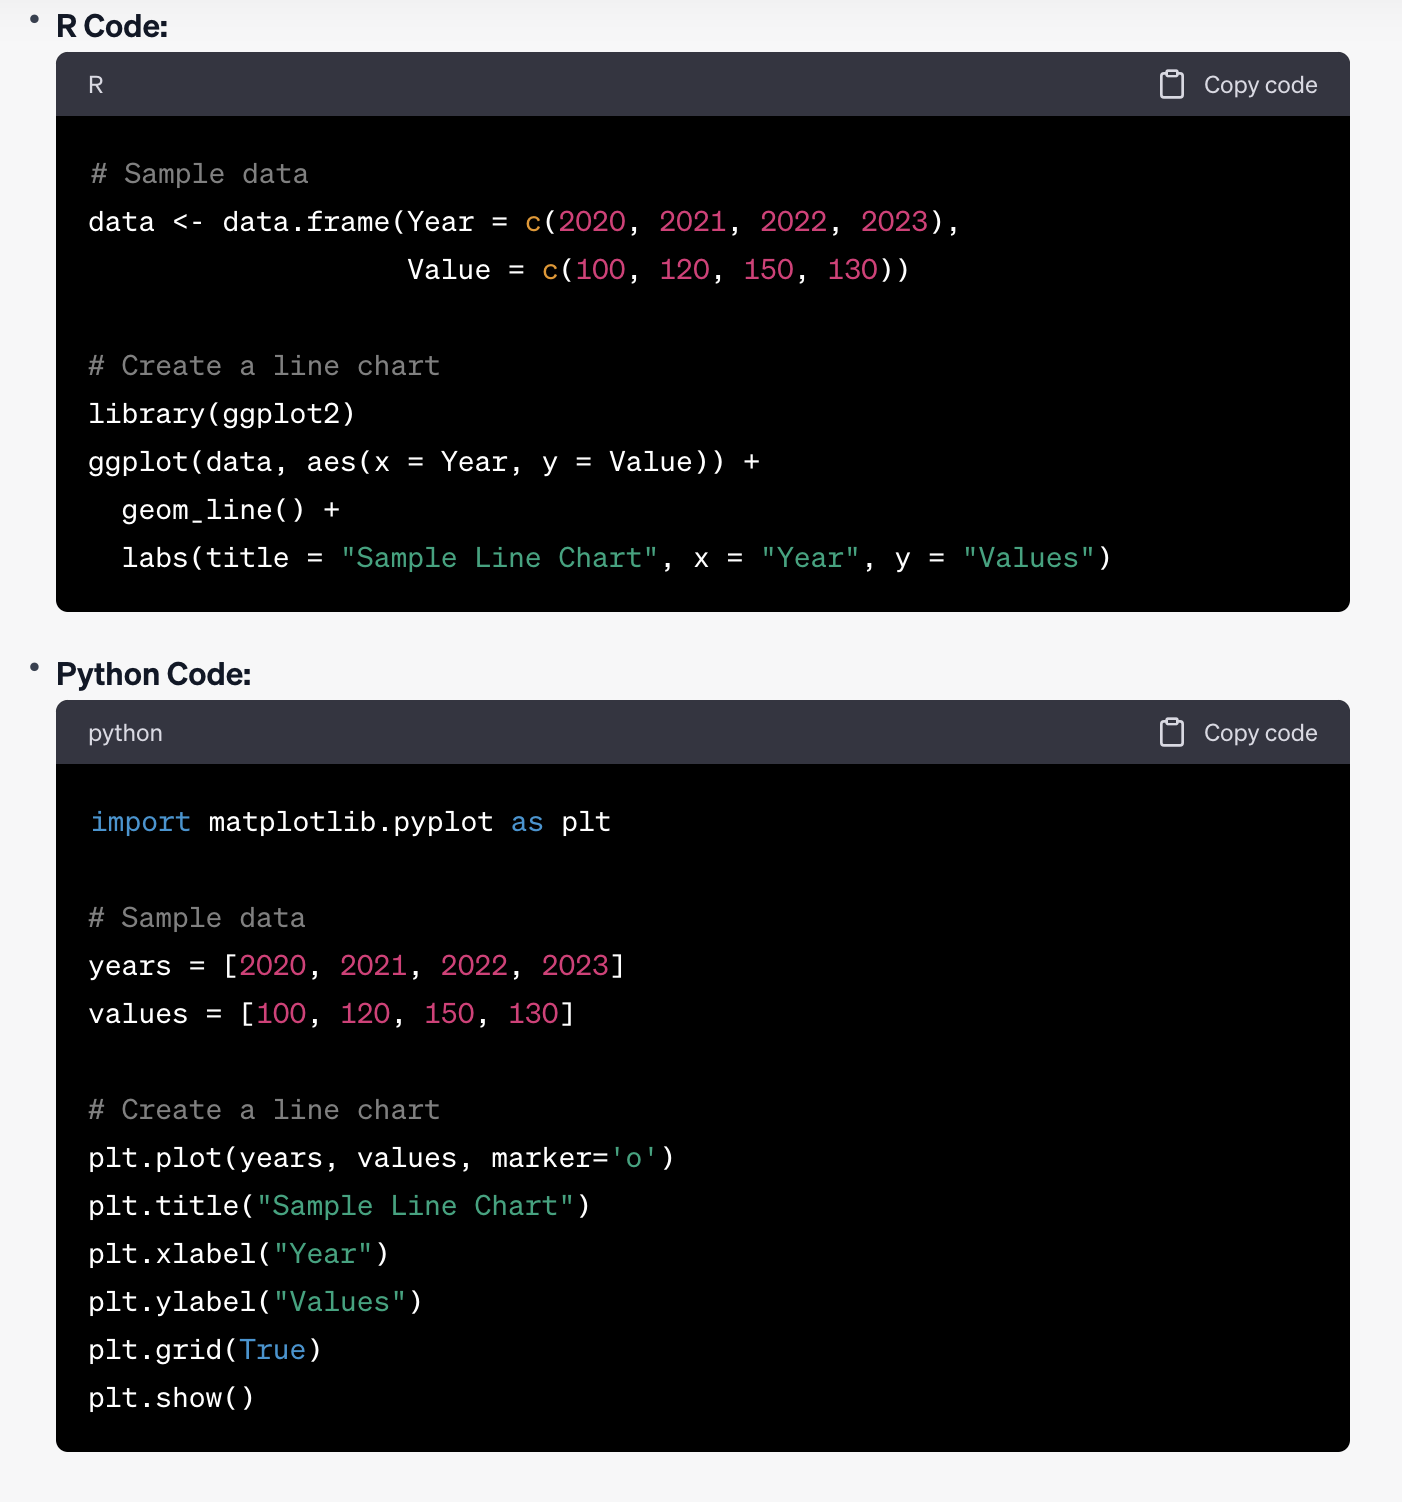 • R Code:
R Copy code
# Sample data
data <- data.frame(Year = c(2020, 2021, 2022, 2023),
                   Value = c(100, 120, 150, 130))
# Create a line chart
library(ggplot2)
ggplot(data, aes(x = Year, y = Value)) +
  geom_line() +
  labs(title = "Sample Line Chart", x = "Year", y = "Values")
• Python Code:
python Copy code
import matplotlib.pyplot as plt
# Sample data
years = [2020, 2021, 2022, 2023]
values = [100, 120, 150, 130]
# Create a line chart
plt.plot(years, values, marker='o')
plt.title("Sample Line Chart")
plt.xlabel("Year")
plt.ylabel("Values")
plt.grid(True)
plt.show()